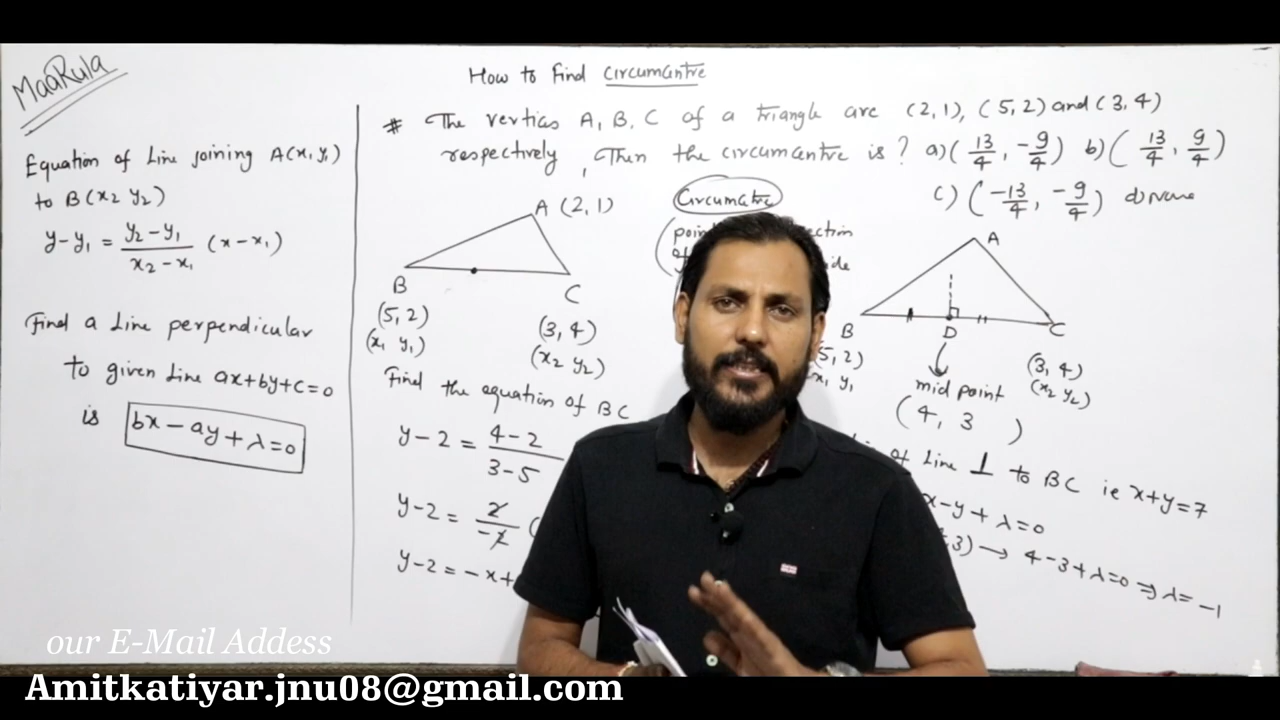 MaaRula
How to find circumcentre
Equation of Line joining A(x₁ y₁)
to B(x₂ y₂)
y-y₁ = y₂-y₁ / x₂-x₁ (x-x₁)
Find a Line perpendicular
to given Line ax+by+c=0
is bx-ay+λ=0
# The vertices A, B, C of a triangle are (2,1), (5,2) and (3,4)
respectively, Then the circumcentre is ? a) (13/4, -9/4) b) (13/4, 9/4)
c) (-13/4, -9/4) d) none
A (2,1)
B
(5,2)
(x₁ y₁)
C
(3,4)
(x₂ y₂)
Circumcentre
Find the equation of BC
y-2 = 4-2 / 3-5
y-2 = 2 / -2 (
y-2 = -x+
A
B
5,2)
x₁ y₁
D
mid point
(4, 3)
C
(3,4)
(x₂ y₂)
of Line ⊥ to BC ie x+y=7
x-y+λ=0
,3) → 4-3+λ=0 ⇒ λ=-1
our E-Mail Addess
Amitkatiyar.jnu08@gmail.com